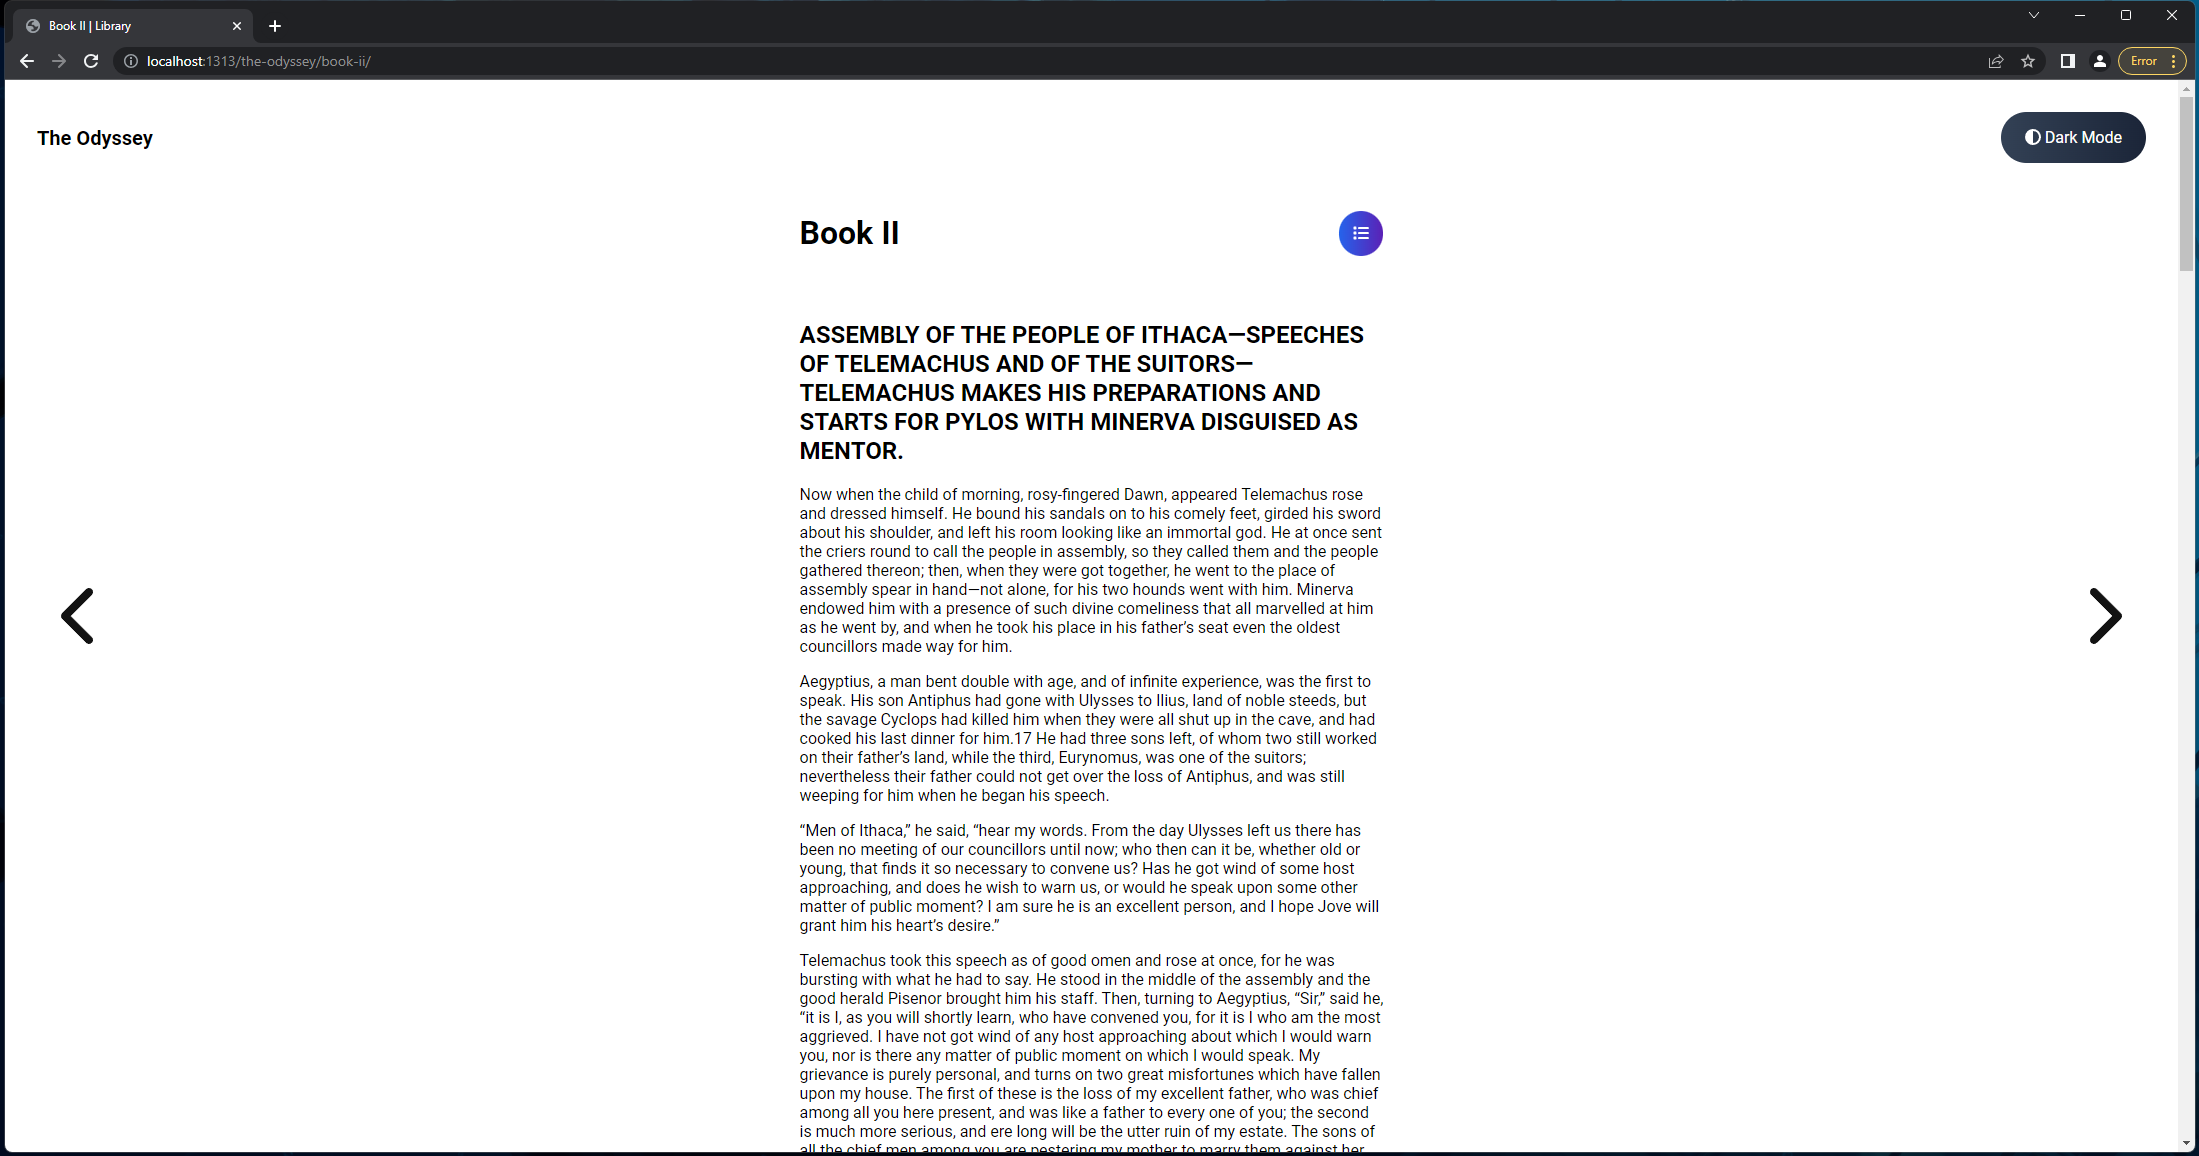 Book II | Library
localhost:1313/the-odyssey/book-ii/
Error
The Odyssey
Dark Mode
Book II
ASSEMBLY OF THE PEOPLE OF ITHACA—SPEECHES
OF TELEMACHUS AND OF THE SUITORS—
TELEMACHUS MAKES HIS PREPARATIONS AND
STARTS FOR PYLOS WITH MINERVA DISGUISED AS
MENTOR.
Now when the child of morning, rosy-fingered Dawn, appeared Telemachus rose
and dressed himself. He bound his sandals on to his comely feet, girded his sword
about his shoulder, and left his room looking like an immortal god. He at once sent
the criers round to call the people in assembly, so they called them and the people
gathered thereon; then, when they were got together, he went to the place of
assembly spear in hand—not alone, for his two hounds went with him. Minerva
endowed him with a presence of such divine comeliness that all marvelled at him
as he went by, and when he took his place in his father’s seat even the oldest
councillors made way for him.
Aegyptius, a man bent double with age, and of infinite experience, was the first to
speak. His son Antiphus had gone with Ulysses to Ilius, land of noble steeds, but
the savage Cyclops had killed him when they were all shut up in the cave, and had
cooked his last dinner for him.17 He had three sons left, of whom two still worked
on their father’s land, while the third, Eurynomus, was one of the suitors;
nevertheless their father could not get over the loss of Antiphus, and was still
weeping for him when he began his speech.
“Men of Ithaca,” he said, “hear my words. From the day Ulysses left us there has
been no meeting of our councillors until now; who then can it be, whether old or
young, that finds it so necessary to convene us? Has he got wind of some host
approaching, and does he wish to warn us, or would he speak upon some other
matter of public moment? I am sure he is an excellent person, and I hope Jove will
grant him his heart’s desire.”
Telemachus took this speech as of good omen and rose at once, for he was
bursting with what he had to say. He stood in the middle of the assembly and the
good herald Pisenor brought him his staff. Then, turning to Aegyptius, “Sir,” said he,
“it is I, as you will shortly learn, who have convened you, for it is I who am the most
aggrieved. I have not got wind of any host approaching about which I would warn
you, nor is there any matter of public moment on which I would speak. My
grievance is purely personal, and turns on two great misfortunes which have fallen
upon my house. The first of these is the loss of my excellent father, who was chief
among all you here present, and was like a father to every one of you; the second
is much more serious, and ere long will be the utter ruin of my estate. The sons of
all the chief men among you are pestering my mother to marry them against her